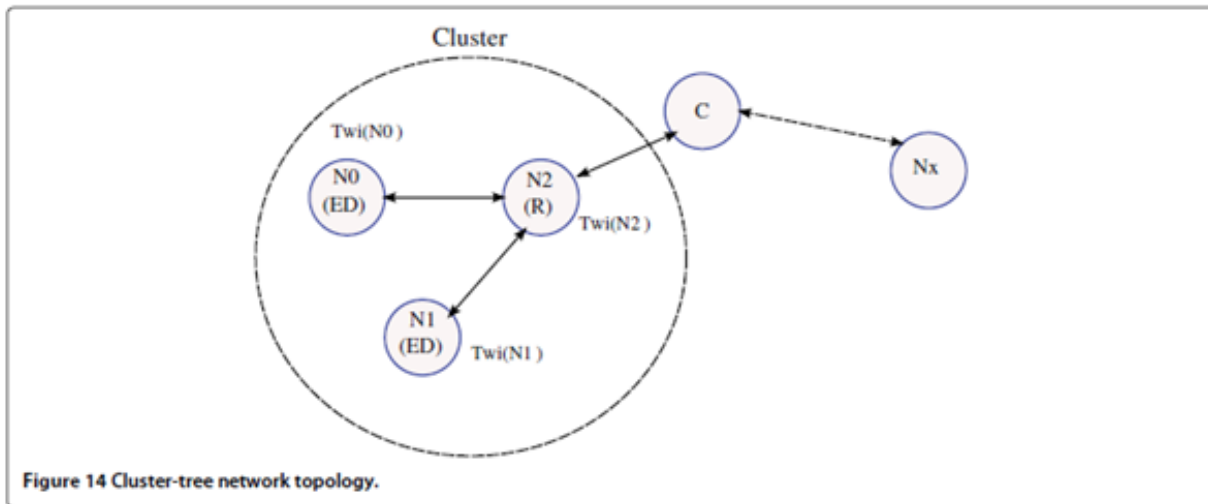 Cluster
C
Twi(N0 )
Nx
N0
(ED)
N2
(R)
Twi(N2 )
N1
(ED)
Twi(N1 )
Figure 14 Cluster-tree network topology.